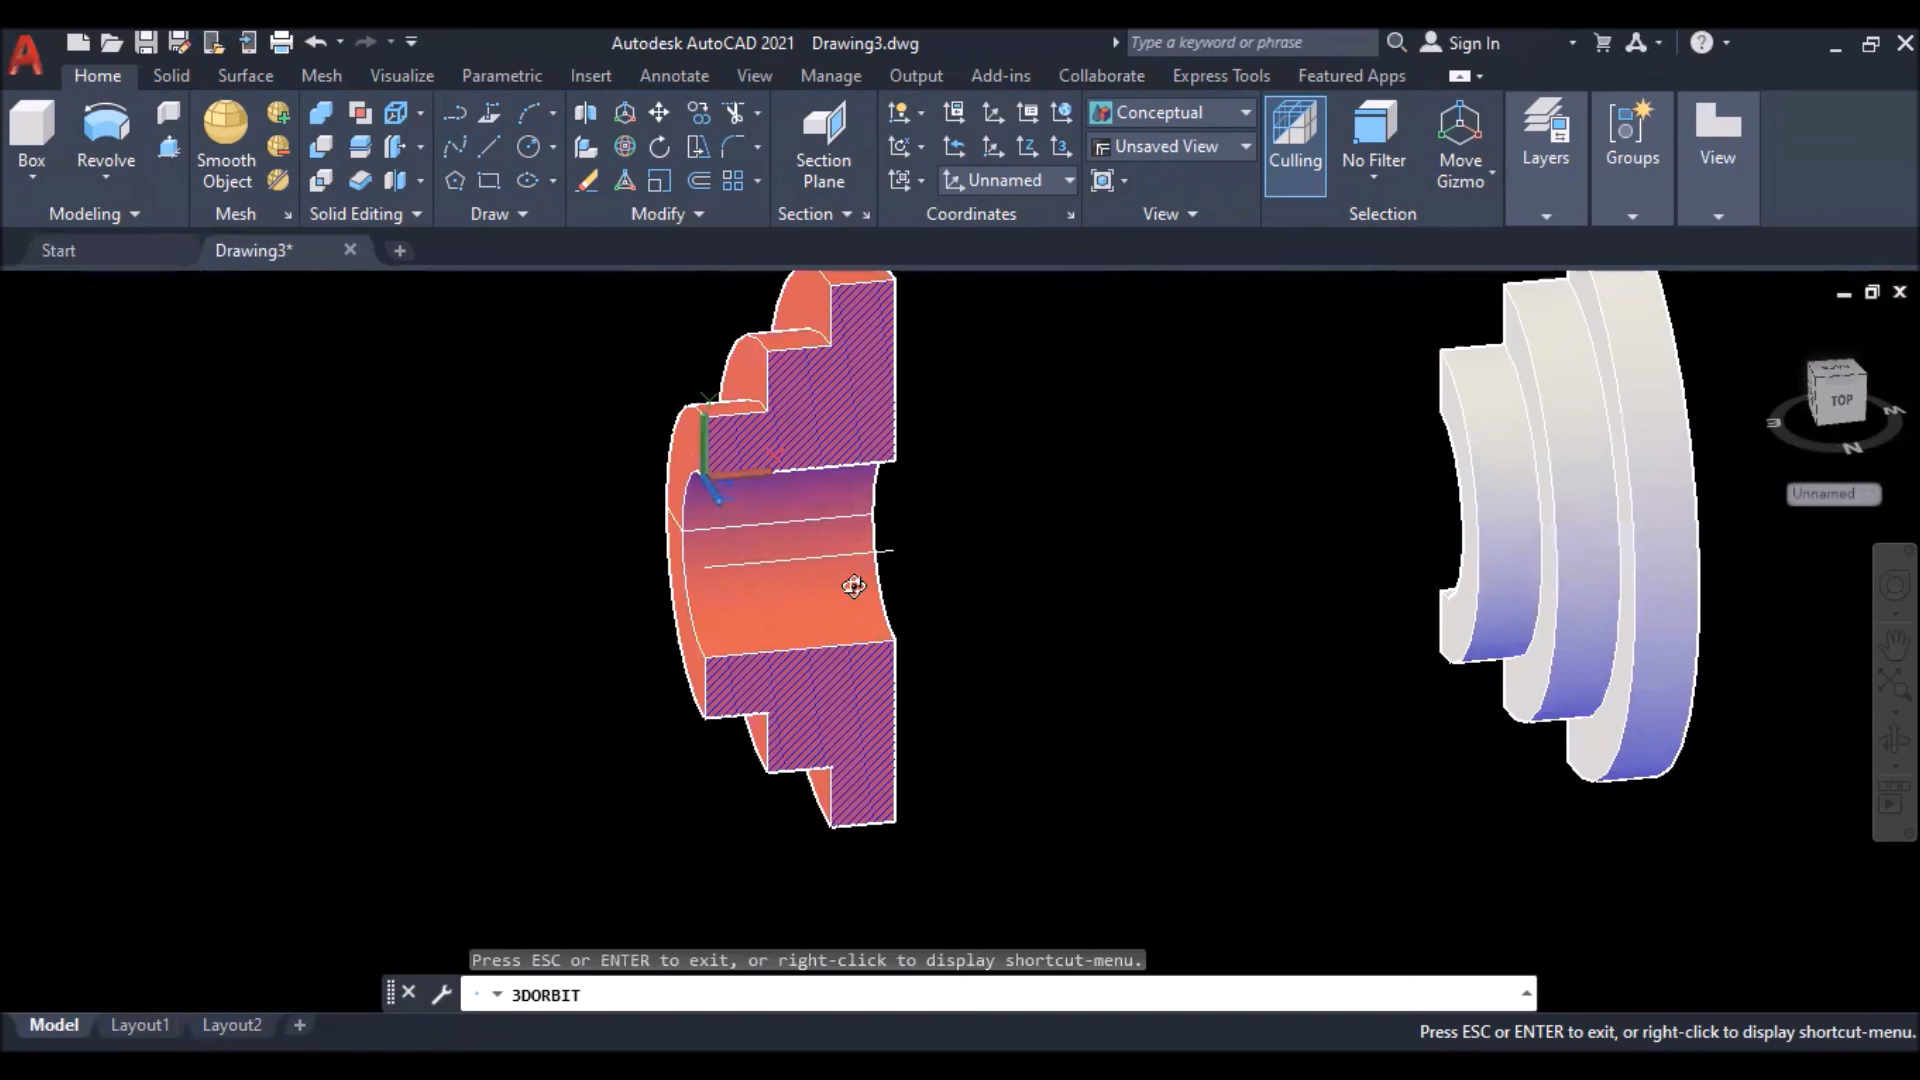 Autodesk AutoCAD 2021 Drawing3.dwg
Type a keyword or phrase
Sign In
Home Solid Surface Mesh Visualize Parametric Insert Annotate View Manage Output Add-ins Collaborate Express Tools Featured Apps
Box
Revolve
Smooth Object
Section Plane
Unnamed
Conceptual
Unsaved View
Culling
No Filter
Move Gizmo
Layers
Groups
View
Modeling Mesh Solid Editing Draw Modify Section Coordinates View Selection
Start Drawing3*
TOP
N
Unnamed
Press ESC or ENTER to exit, or right-click to display shortcut-menu.
3DORBIT
Model Layout1 Layout2
Press ESC or ENTER to exit, or right-click to display shortcut-menu.